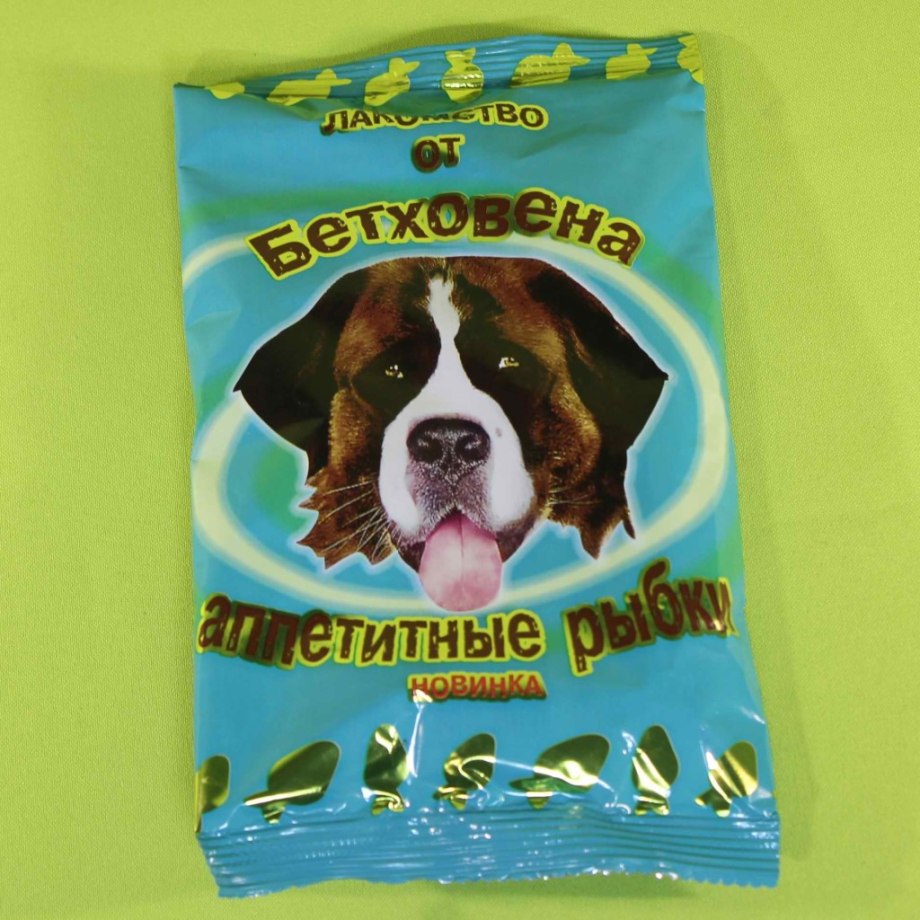 Лакомство
от
Бетховена
аппетитные рыбки
новинка